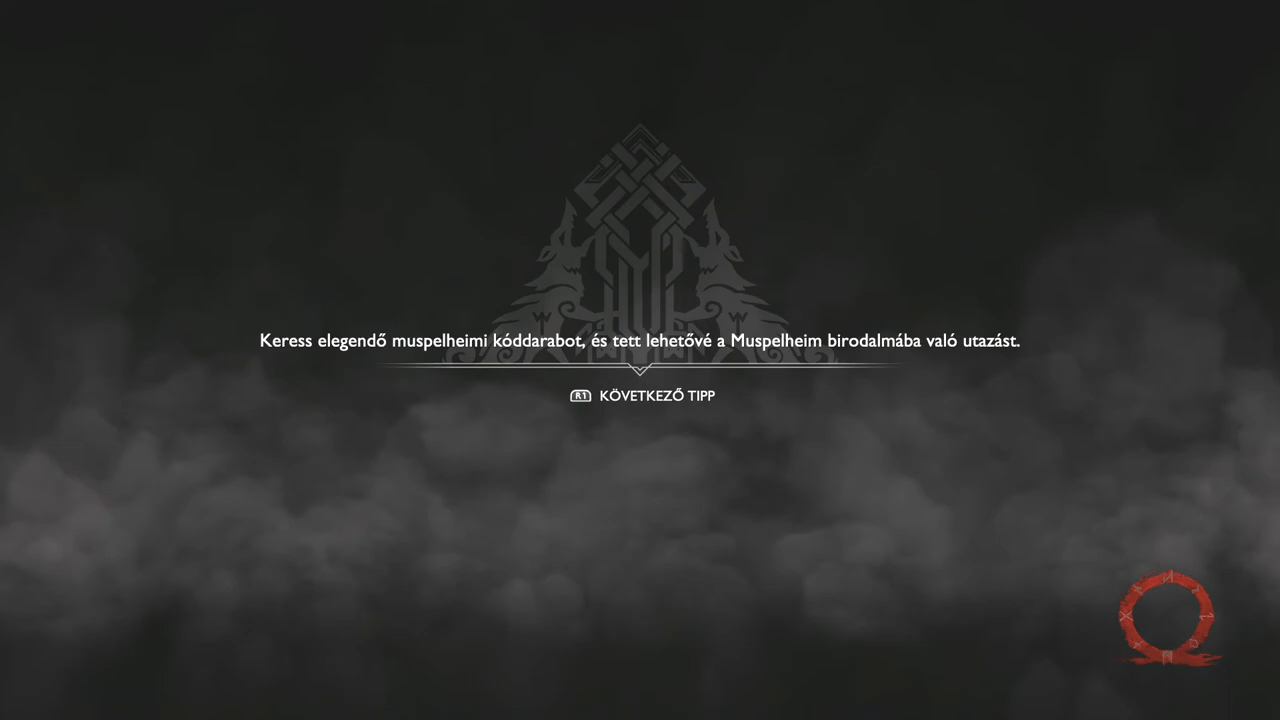 Keress elegendő muspelheimi kóddarabot, és tett lehetővé a Muspelheim birodalmába való utazást.
R1 KÖVETKEZŐ TIPP